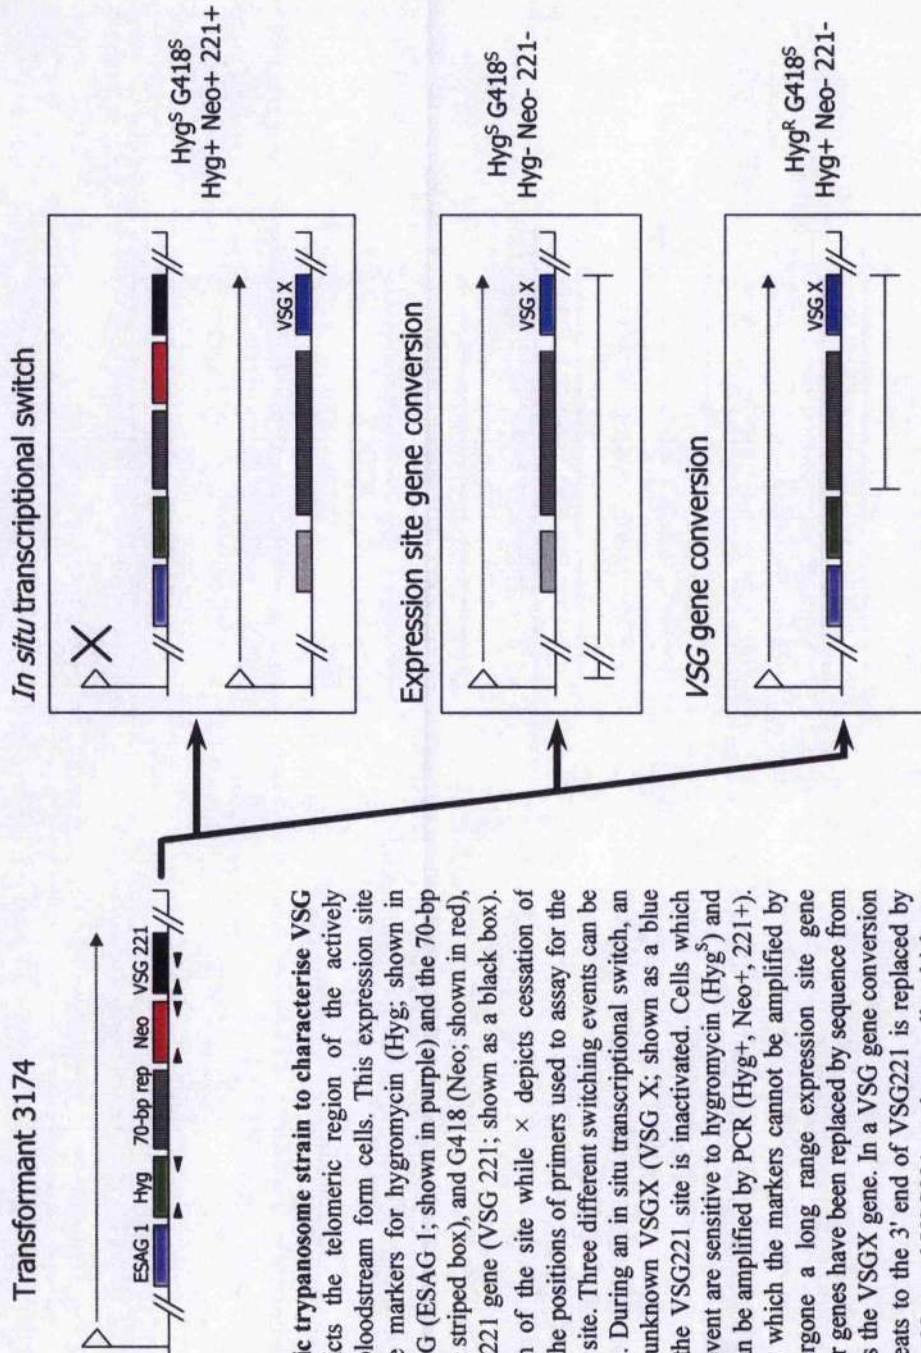 Transformant 3174
ESAG 1 Hyg 70-bp rep Neo VSG 221
In situ transcriptional switch
VSG X
Hyg^S G418^S
Hyg+ Neo+ 221+
Expression site gene conversion
VSG X
Hyg^S G418^S
Hyg- Neo- 221-
VSG gene conversion
VSG X
Hyg^R G418^S
Hyg+ Neo- 221-
ic trypanosome strain to characterise VSG
cts the telomeric region of the actively
loodstream form cells. This expression site
e markers for hygromycin (Hyg; shown in
G (ESAG 1; shown in purple) and the 70-bp
striped box), and G418 (Neo; shown in red),
221 gene (VSG 221; shown as a black box).
n of the site while × depicts cessation of
he positions of primers used to assay for the
site. Three different switching events can be
. During an in situ transcriptional switch, an
unknown VSGX (VSG X; shown as a blue
the VSG221 site is inactivated. Cells which
vent are sensitive to hygromycin (Hyg^S) and
n be amplified by PCR (Hyg+, Neo+, 221+).
which the markers cannot be amplified by
rgone a long range expression site gene
r genes have been replaced by sequence from
s the VSGX gene. In a VSG gene conversion
eats to the 3' end of VSG221 is replaced by